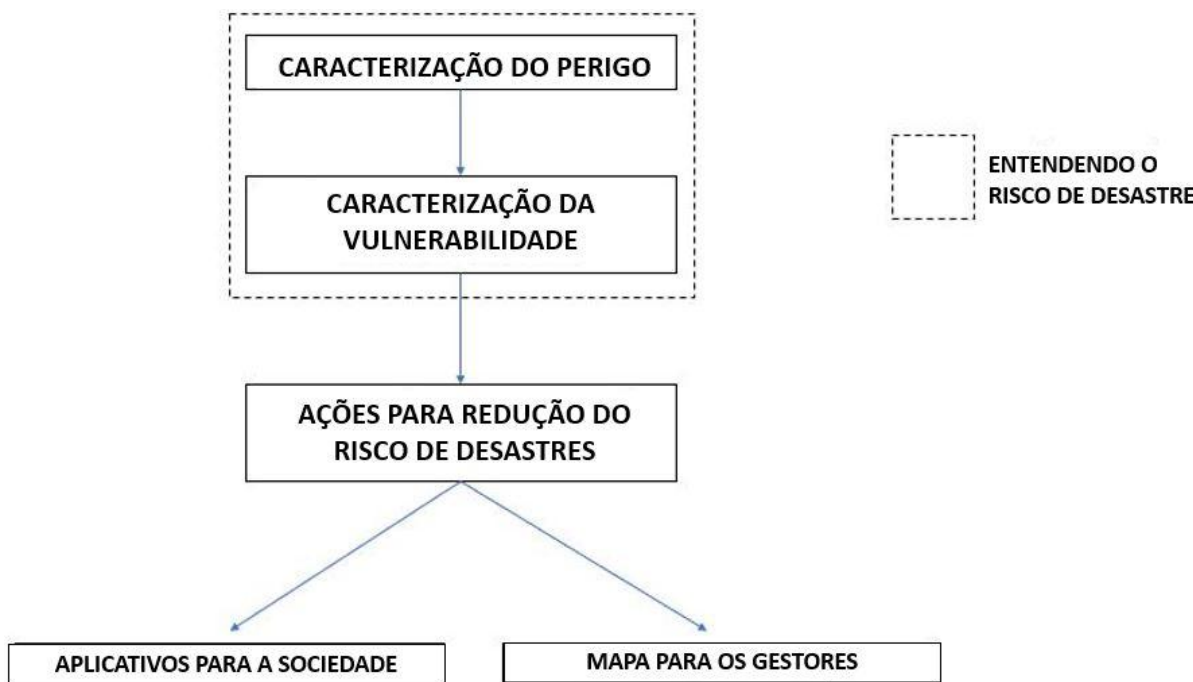 CARACTERIZAÇÃO DO PERIGO
CARACTERIZAÇÃO DA
VULNERABILIDADE
ENTENDENDO O
RISCO DE DESASTRE
AÇÕES PARA REDUÇÃO DO
RISCO DE DESASTRES
APLICATIVOS PARA A SOCIEDADE
MAPA PARA OS GESTORES